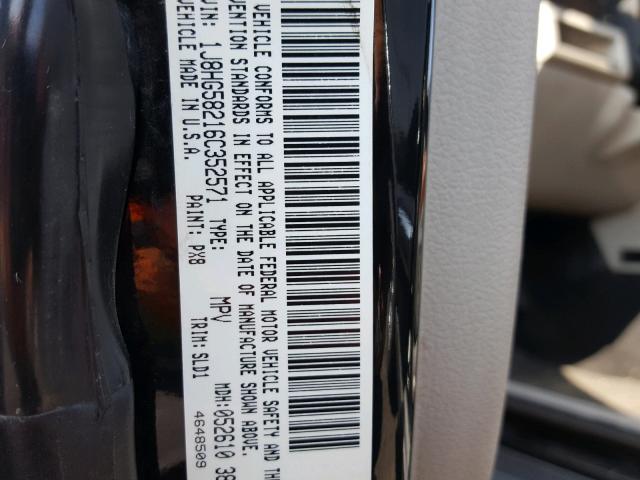 VEHICLE CONFORMS TO ALL APPLICABLE FEDERAL MOTOR VEHICLE SAFETY AND
VENTION STANDARDS IN EFFECT ON THE DATE OF MANUFACTURE SHOWN ABOVE.
VIN: 1J8HG58216C352571 TYPE: MPV MDH:052610 38
VEHICLE MADE IN U.S.A. PAINT: PX8 TRIM: SLD1 4648509